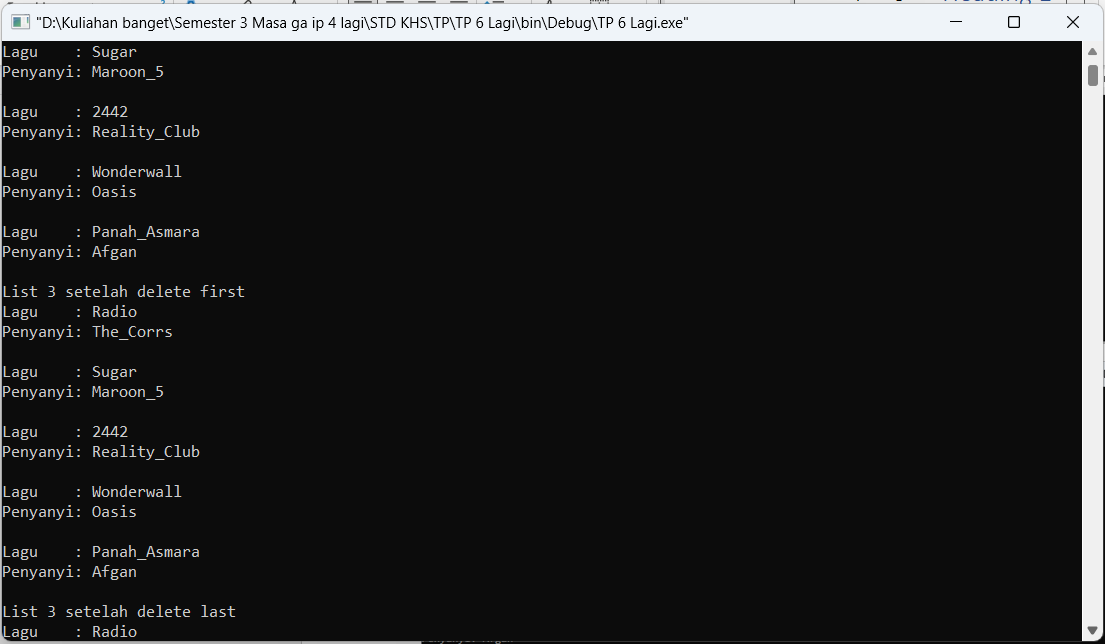 "D:\Kuliahan banget\Semester 3 Masa ga ip 4 lagi\STD KHS\TP\TP 6 Lagi\bin\Debug\TP 6 Lagi.exe"
Lagu    : Sugar
Penyanyi: Maroon_5

Lagu    : 2442
Penyanyi: Reality_Club

Lagu    : Wonderwall
Penyanyi: Oasis

Lagu    : Panah_Asmara
Penyanyi: Afgan

List 3 setelah delete first
Lagu    : Radio
Penyanyi: The_Corrs

Lagu    : Sugar
Penyanyi: Maroon_5

Lagu    : 2442
Penyanyi: Reality_Club

Lagu    : Wonderwall
Penyanyi: Oasis

Lagu    : Panah_Asmara
Penyanyi: Afgan

List 3 setelah delete last
Lagu    : Radio